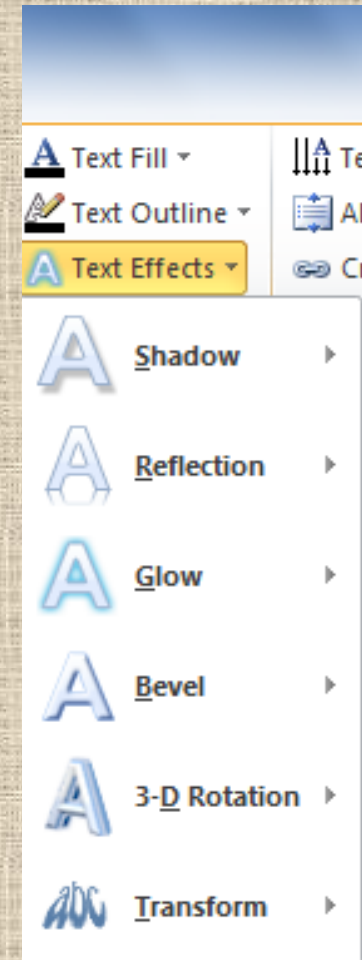 Text Fill
Text Outline
Text Effects
Shadow
Reflection
Glow
Bevel
3-D Rotation
Transform